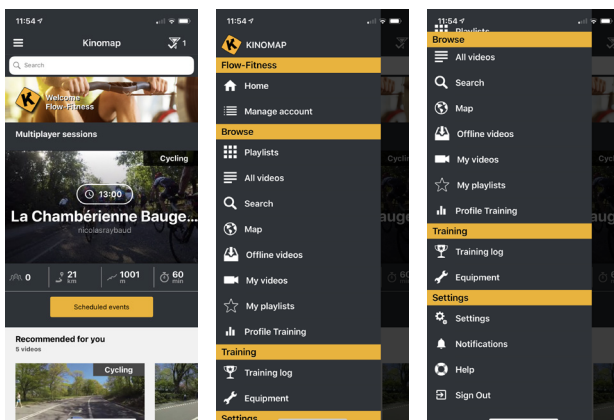 11:54
Kinomap
1
Search
Welcome
Flow-Fitness
Multiplayer sessions
Cycling
13:00
La Chambérienne Bauge...
nicolasraybaud
0
21
km
1001
m
60
min
Scheduled events
Recommended for you
5 videos
Cycling
11:54
KINOMAP
Flow-Fitness
Home
Manage account
Browse
Playlists
All videos
Search
Map
Offline videos
My videos
My playlists
Profile Training
Training
Training log
Equipment
Settings
11:54
Playlists
Browse
All videos
Search
Map
Offline videos
My videos
My playlists
Profile Training
Training
Training log
Equipment
Settings
Settings
Notifications
Help
Sign Out